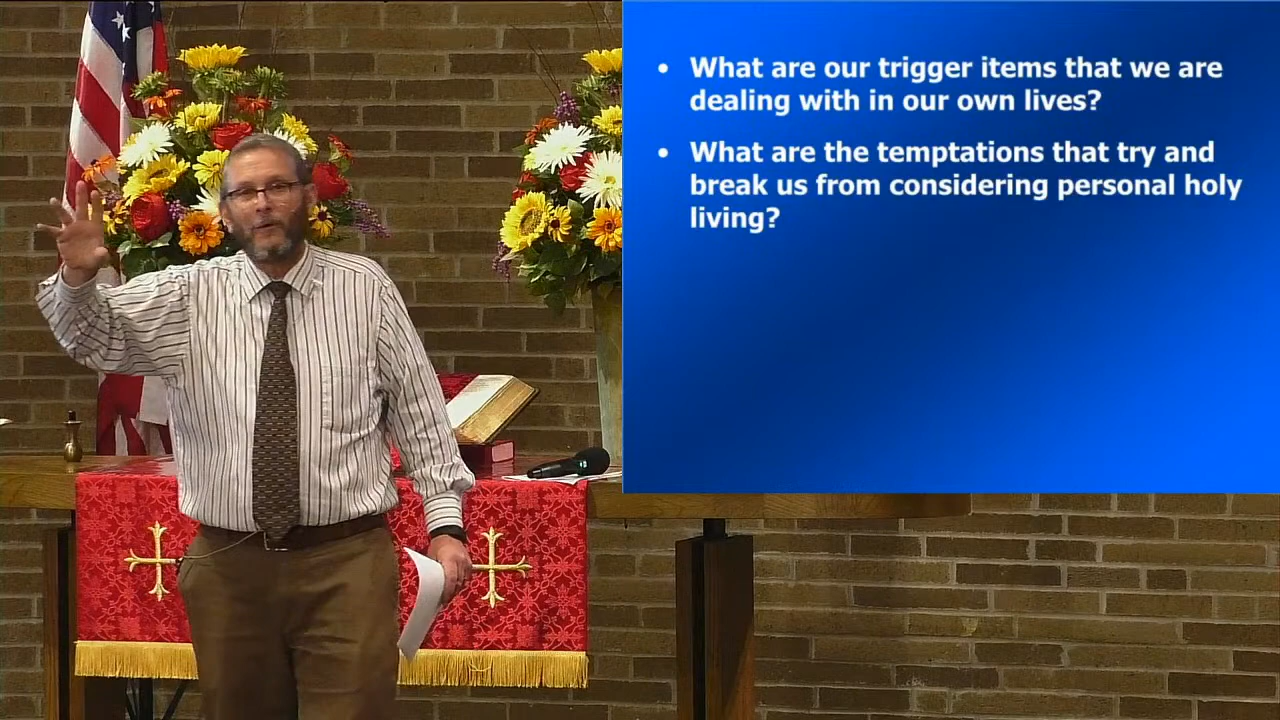 • What are our trigger items that we are
dealing with in our own lives?
• What are the temptations that try and
break us from considering personal holy
living?